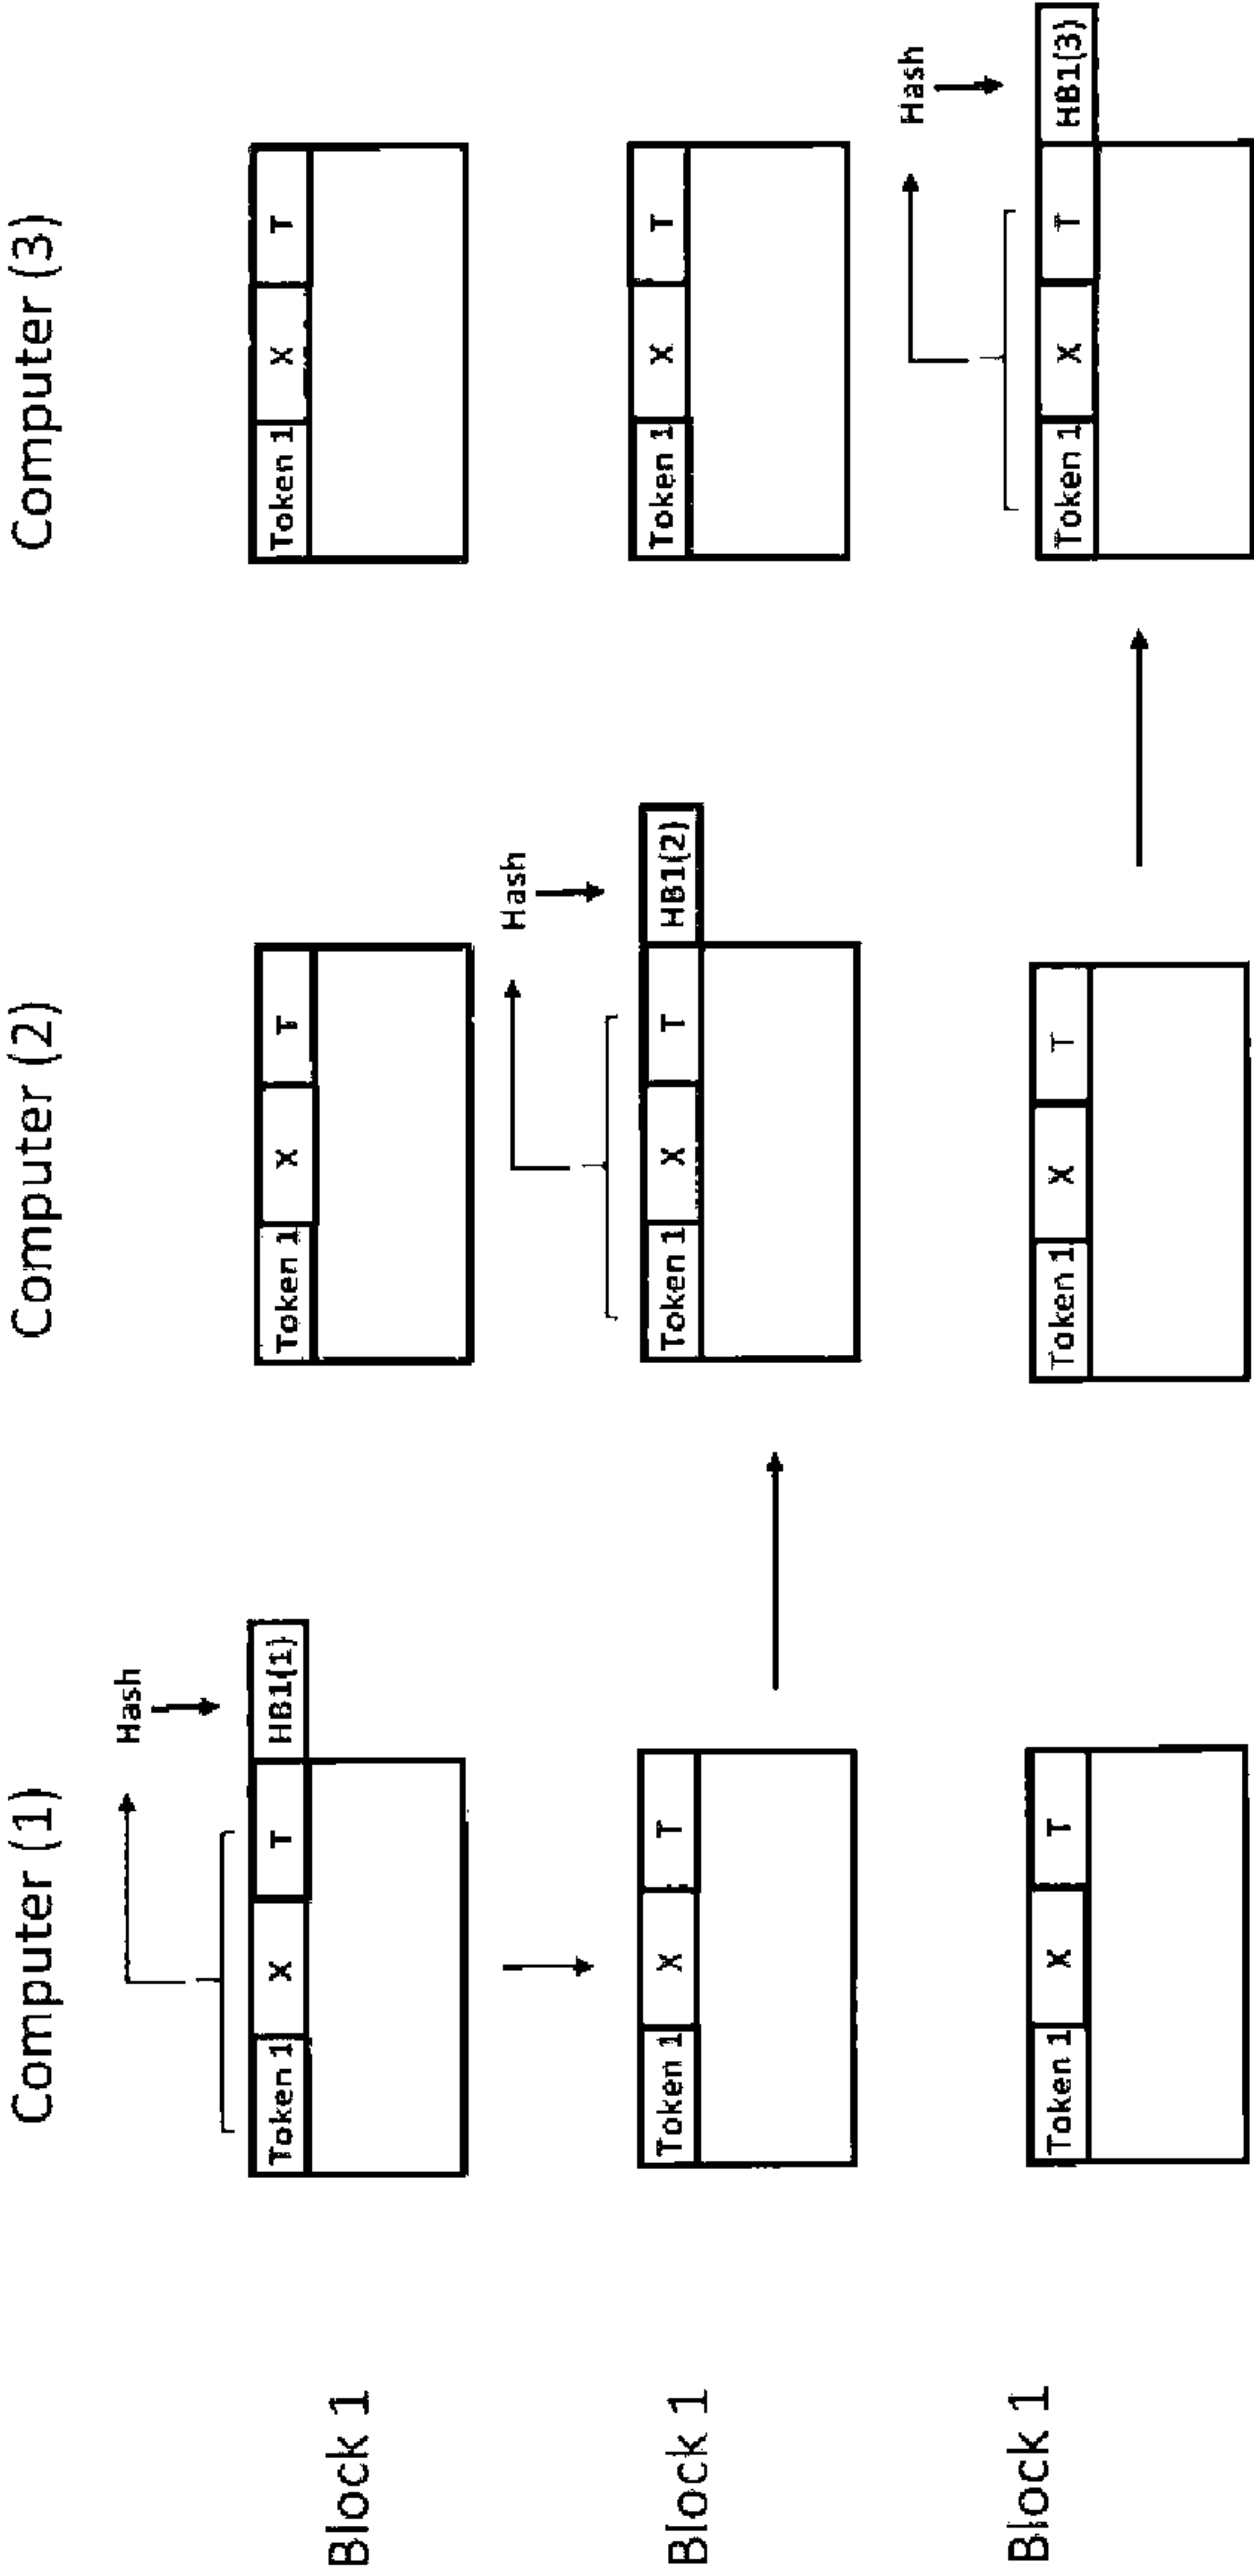 Computer (1) Computer (2) Computer (3)
Hash
Token 1 X T HB1(1) Token 1 X T Token 1 X T
Block 1
Hash
Token 1 X T Token 1 X T HB1(2) Token 1 X T
Block 1
Hash
Token 1 X T Token 1 X T Token 1 X T HB1(3)
Block 1